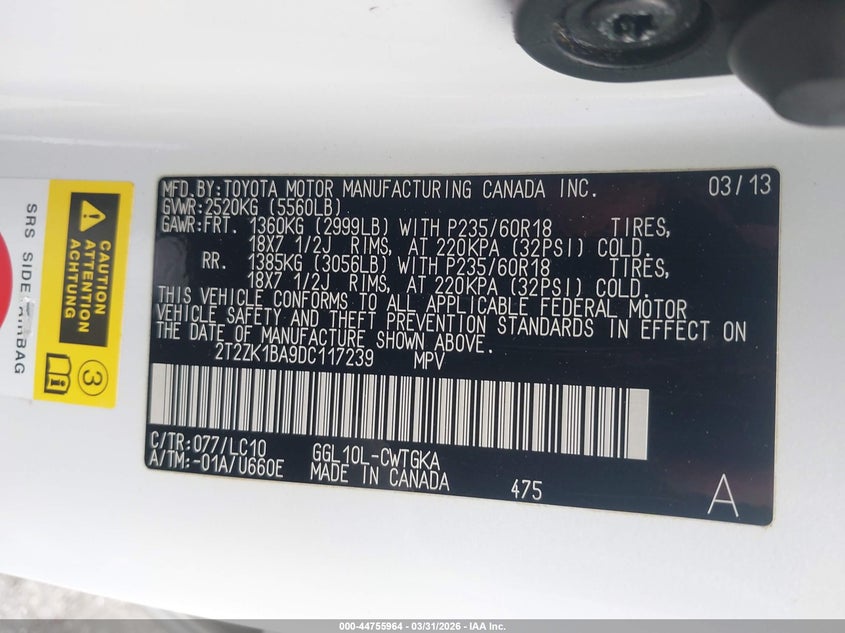 MFD.BY:TOYOTA MOTOR MANUFACTURING CANADA INC. 03/13
GVWR:2520KG (5560LB)
GAWR:FRT. 1360KG (2999LB) WITH P235/60R18 TIRES,
18X7 1/2J RIMS, AT 220KPA (32PSI) COLD.
RR. 1385KG (3056LB) WITH P235/60R18 TIRES,
18X7 1/2J RIMS, AT 220KPA (32PSI) COLD.
THIS VEHICLE CONFORMS TO ALL APPLICABLE FEDERAL MOTOR
VEHICLE SAFETY AND THEFT PREVENTION STANDARDS IN EFFECT ON
THE DATE OF MANUFACTURE SHOWN ABOVE.
2T2ZK1BA9DC117239 MPV
C/TR:077/LC10 GGL10L-CWTGKA
A/TM:-01A/U660E MADE IN CANADA 475
A
CAUTION
ATTENTION
ACHTUNG
3
SRS SIDE AIRBAG
000-44755964 - 03/31/2026 - IAA Inc.